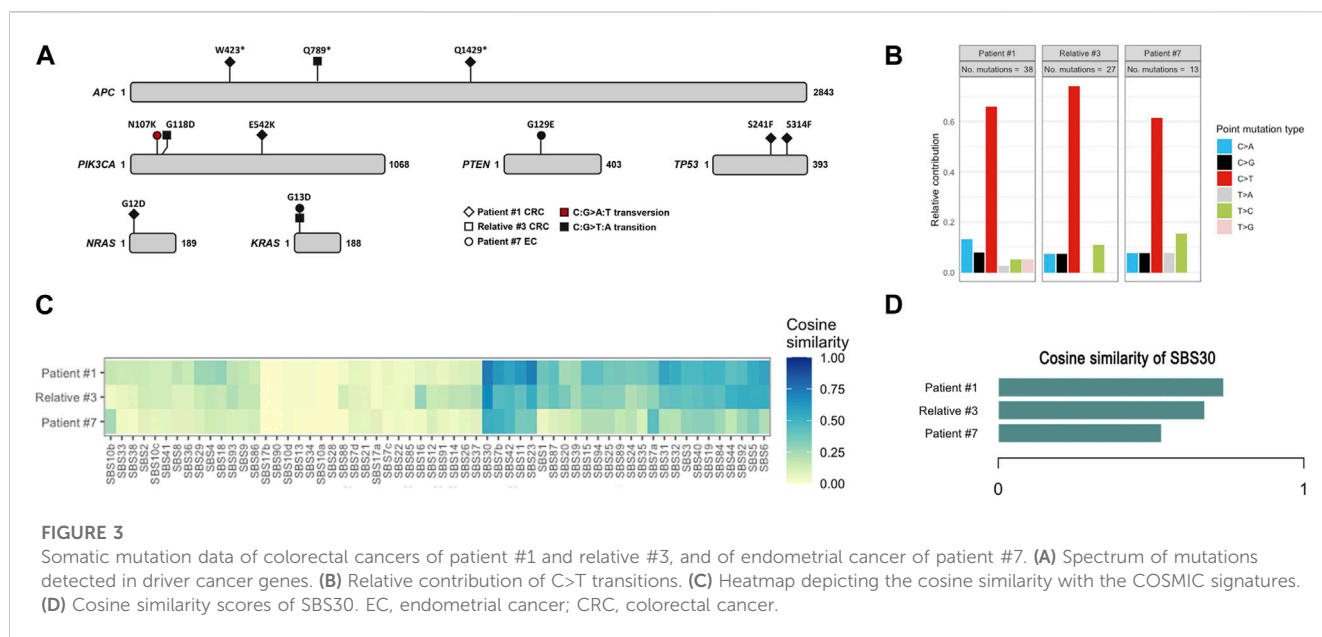 A
W423*
Q789*
Q1429*
APC 1
2843
N107K
G118D
E542K
G129E
S241F
S314F
PIK3CA 1
1068
PTEN 1
403
TP53 1
393
G12D
G13D
NRAS 1
189
KRAS 1
188
Patient #1 CRC
Relative #3 CRC
Patient #7 EC
C:G>A:T transversion
C:G>T:A transition
B
Patient #1
Relative #3
Patient #7
No. mutations = 38
No. mutations = 27
No. mutations = 13
Relative contribution
0.6
0.4
0.2
0.0
Point mutation type
C>A
C>G
C>T
T>A
T>C
T>G
C
Patient #1
Relative #3
Patient #7
SBS10b
SBS33
SBS38
SBS2
SBS10c
SBS41
SBS8
SBS36
SBS29
SBS4
SBS18
SBS93
SBS9
SBS86
SBS17b
SBS90
SBS10d
SBS13
SBS34
SBS10a
SBS28
SBS88
SBS7d
SBS21
SBS17a
SBS7c
SBS22
SBS85
SBS16
SBS12
SBS91
SBS14
SBS26
SBS37
SBS30
SBS7b
SBS42
SBS11
SBS23
SBS1
SBS87
SBS20
SBS39
SBS15
SBS94
SBS25
SBS89
SBS24
SBS35
SBS7a
SBS31
SBS32
SBS3
SBS40
SBS19
SBS84
SBS44
SBS92
SBS5
SBS6
Cosine
similarity
1.00
0.75
0.50
0.25
0.00
D
Cosine similarity of SBS30
Patient #1
Relative #3
Patient #7
0
1
FIGURE 3
Somatic mutation data of colorectal cancers of patient #1 and relative #3, and of endometrial cancer of patient #7. (A) Spectrum of mutations
detected in driver cancer genes. (B) Relative contribution of C>T transitions. (C) Heatmap depicting the cosine similarity with the COSMIC signatures.
(D) Cosine similarity scores of SBS30. EC, endometrial cancer; CRC, colorectal cancer.